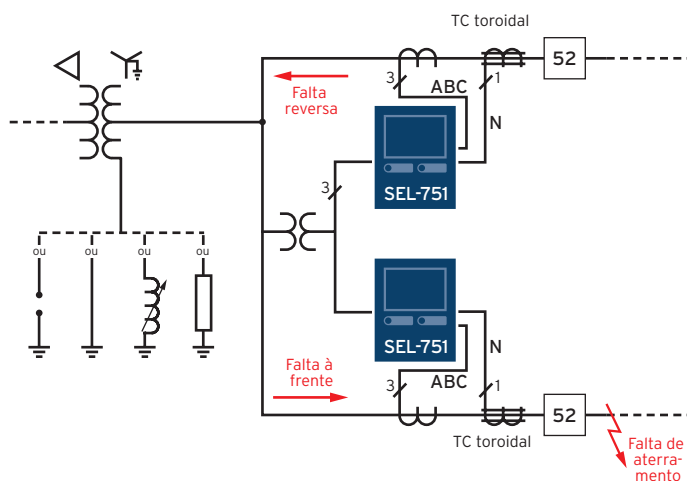 TC toroidal
52
3
ABC
1
Falta
reversa
N
SEL-751
3
ou
ou
ou
ou
SEL-751
N
Falta à
frente
3
ABC
1
52
TC toroidal
Falta de
aterra-
mento